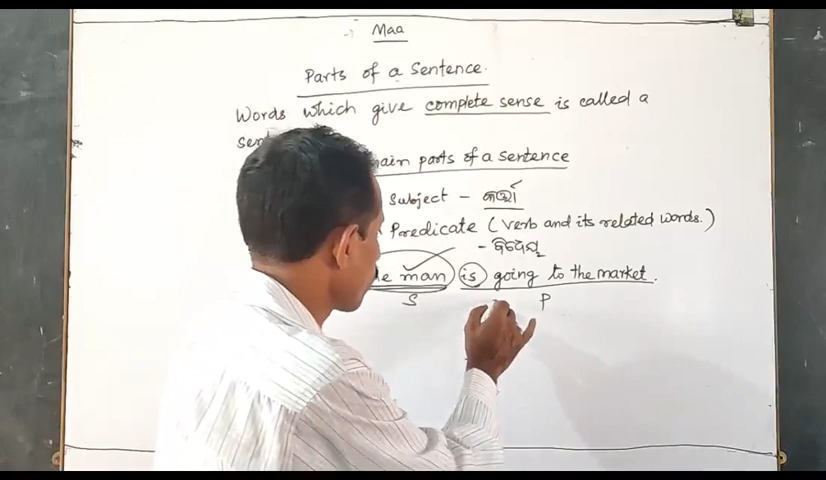 Maa
Parts of a Sentence.
Words which give complete sense is called a
main parts of a sentence
Subject - କର୍ତ୍ତା
Predicate (verb and its related words.)
- ବିଧେୟ
man is going to the market.
S P